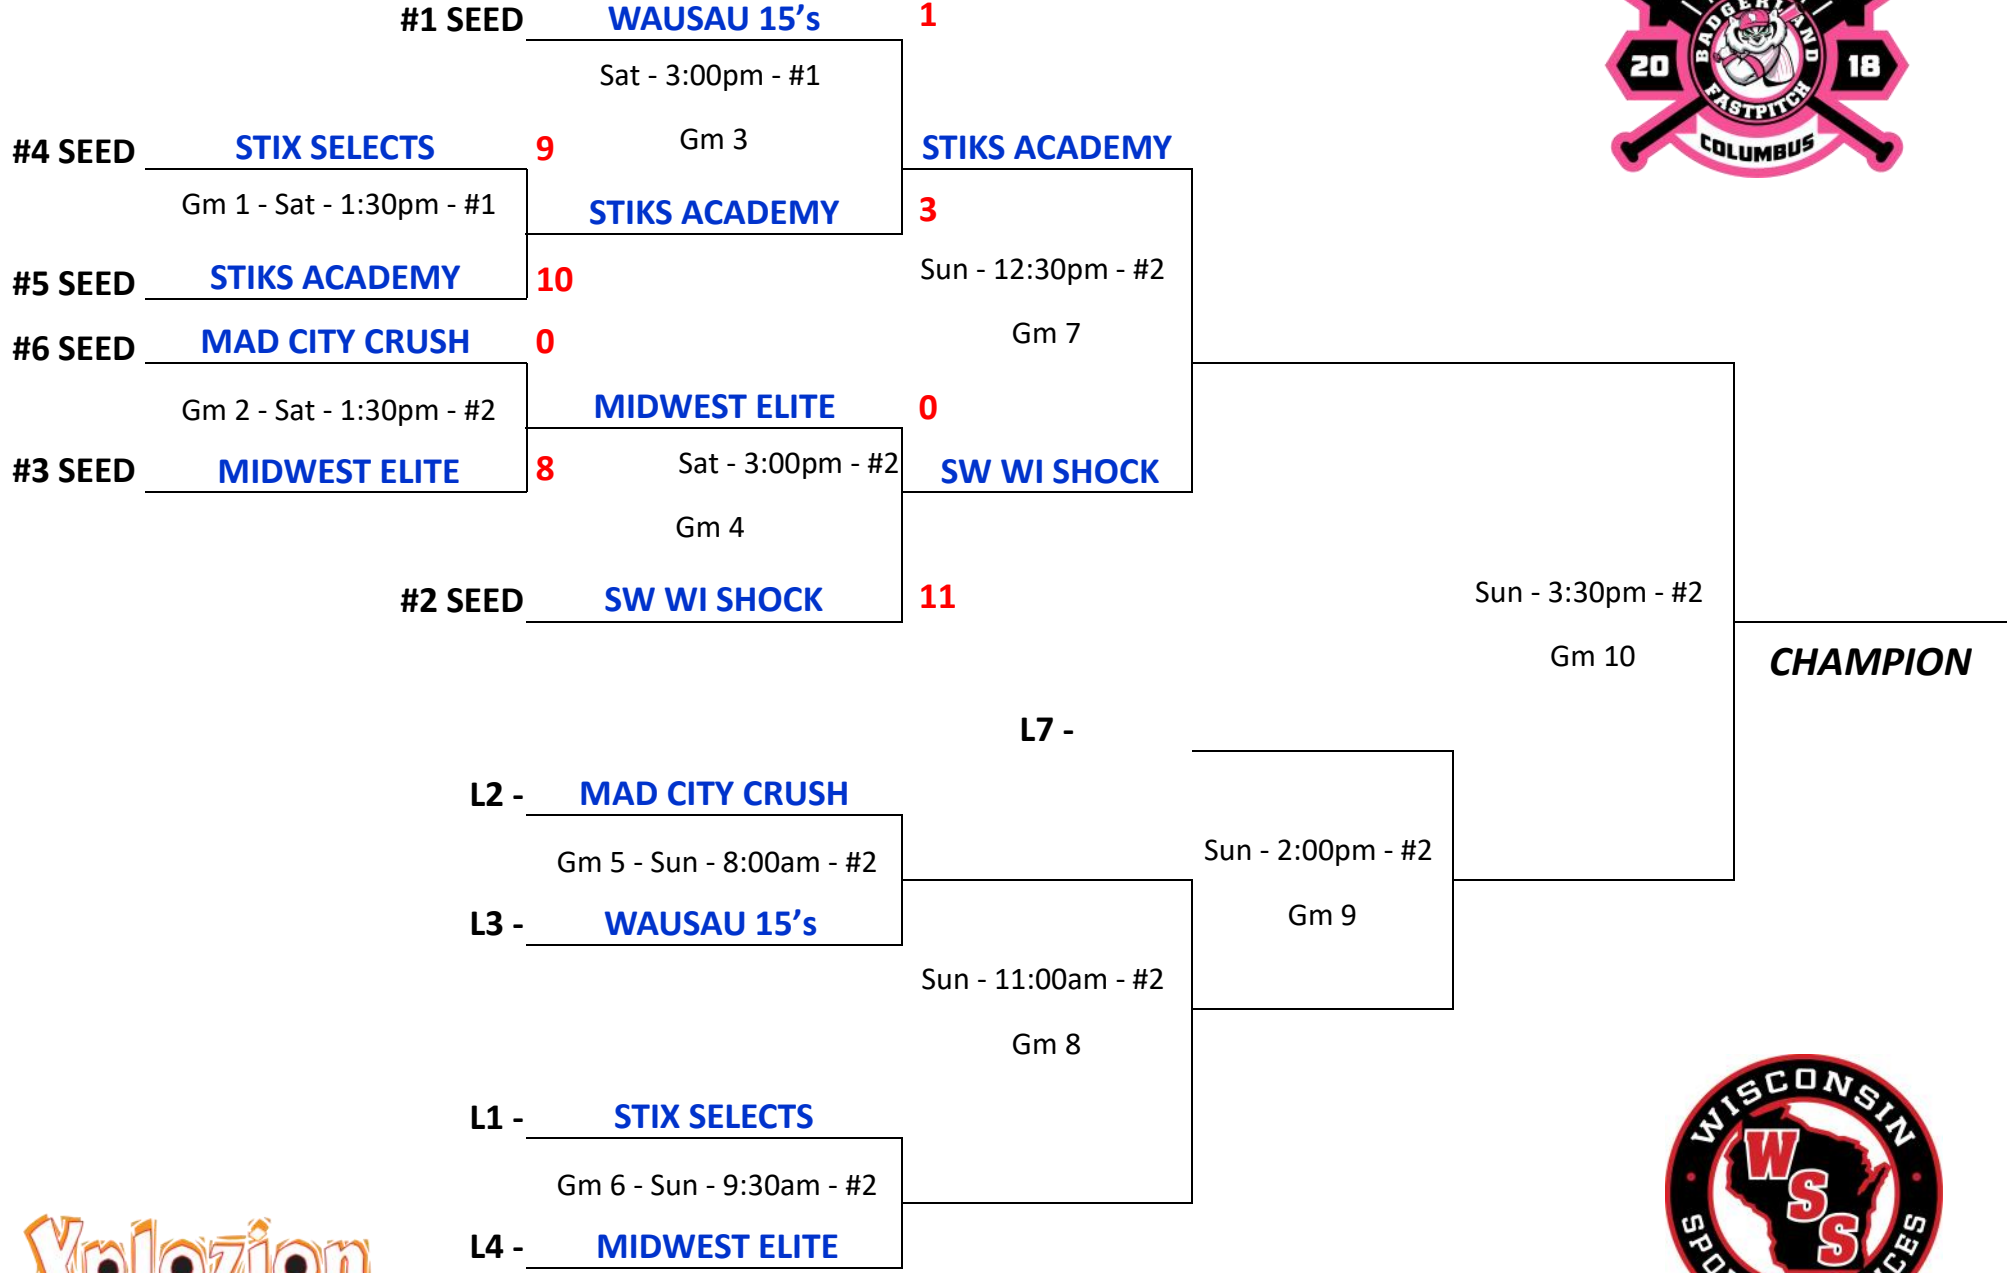 #1 SEED WAUSAU 15’s 1
Sat - 3:00pm - #1
Gm 3
#4 SEED STIX SELECTS 9
STIKS ACADEMY
Gm 1 - Sat - 1:30pm - #1
STIKS ACADEMY 3
#5 SEED STIKS ACADEMY 10
Sun - 12:30pm - #2
Gm 7
#6 SEED MAD CITY CRUSH 0
Gm 2 - Sat - 1:30pm - #2
MIDWEST ELITE 0
#3 SEED MIDWEST ELITE 8
Sat - 3:00pm - #2
SW WI SHOCK
Gm 4
#2 SEED SW WI SHOCK 11
Sun - 3:30pm - #2
Gm 10
CHAMPION
L7 -
L2 - MAD CITY CRUSH
Gm 5 - Sun - 8:00am - #2
Sun - 2:00pm - #2
L3 - WAUSAU 15’s
Gm 9
Sun - 11:00am - #2
Gm 8
L1 - STIX SELECTS
Gm 6 - Sun - 9:30am - #2
L4 - MIDWEST ELITE
BADGERLAND
20 18
FASTPITCH
COLUMBUS
WISCONSIN
WSS
Xplozion